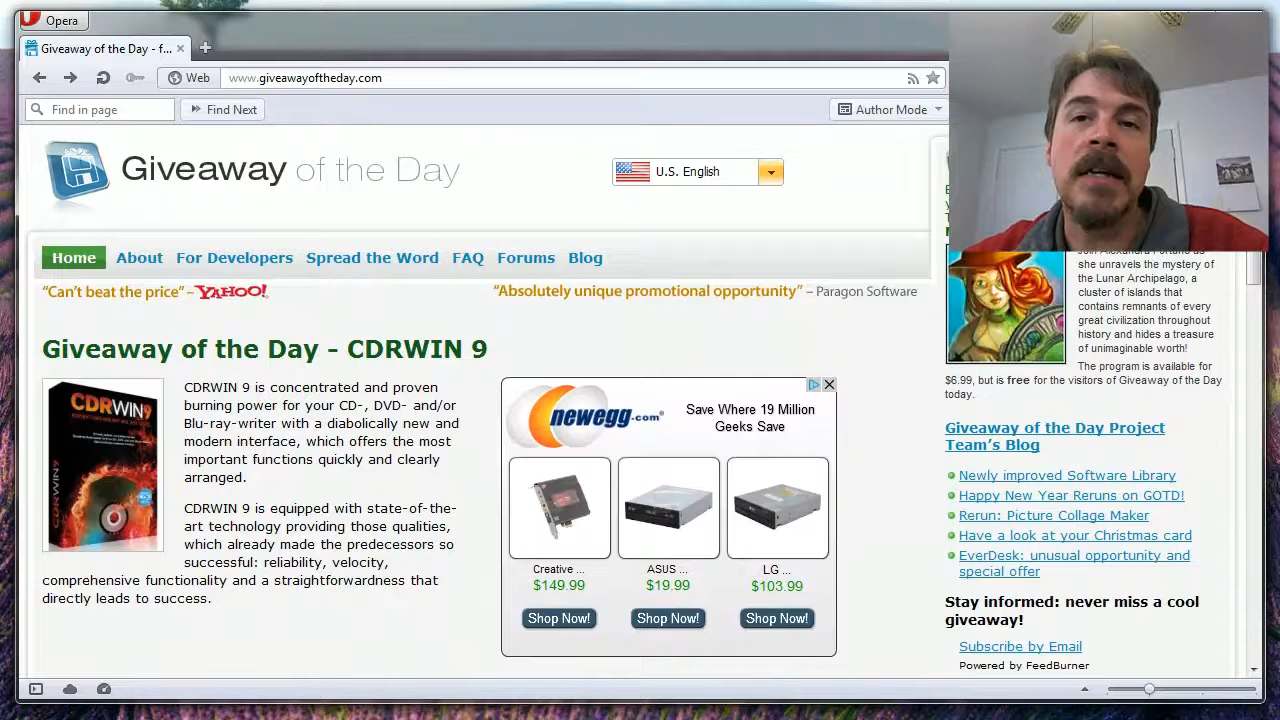 Opera
Giveaway of the Day - f...
Web
www.giveawayoftheday.com
Find in page
Find Next
Author Mode
Giveaway of the Day
U.S. English
Home About For Developers Spread the Word FAQ Forums Blog
“Can’t beat the price” – YAHOO!
“Absolutely unique promotional opportunity” – Paragon Software
Giveaway of the Day - CDRWIN 9
CDRWIN9
CDRWIN 9 is concentrated and proven
burning power for your CD-, DVD- and/or
Blu-ray-writer with a diabolically new and
modern interface, which offers the most
important functions quickly and clearly
arranged.
CDRWIN 9 is equipped with state-of-the-
art technology providing those qualities,
which already made the predecessors so
successful: reliability, velocity,
comprehensive functionality and a straightforwardness that
directly leads to success.
newegg.com
Save Where 19 Million
Geeks Save
Creative ...
$149.99
Shop Now!
ASUS ...
$19.99
Shop Now!
LG ...
$103.99
Shop Now!
she unravels the mystery of
the Lunar Archipelago, a
cluster of islands that
contains remnants of every
great civilization throughout
history and hides a treasure
of unimaginable worth!
The program is available for
$6.99, but is free for the visitors of Giveaway of the Day
today.
Giveaway of the Day Project
Team’s Blog
Newly improved Software Library
Happy New Year Reruns on GOTD!
Rerun: Picture Collage Maker
Have a look at your Christmas card
EverDesk: unusual opportunity and
special offer
Stay informed: never miss a cool
giveaway!
Subscribe by Email
Powered by FeedBurner